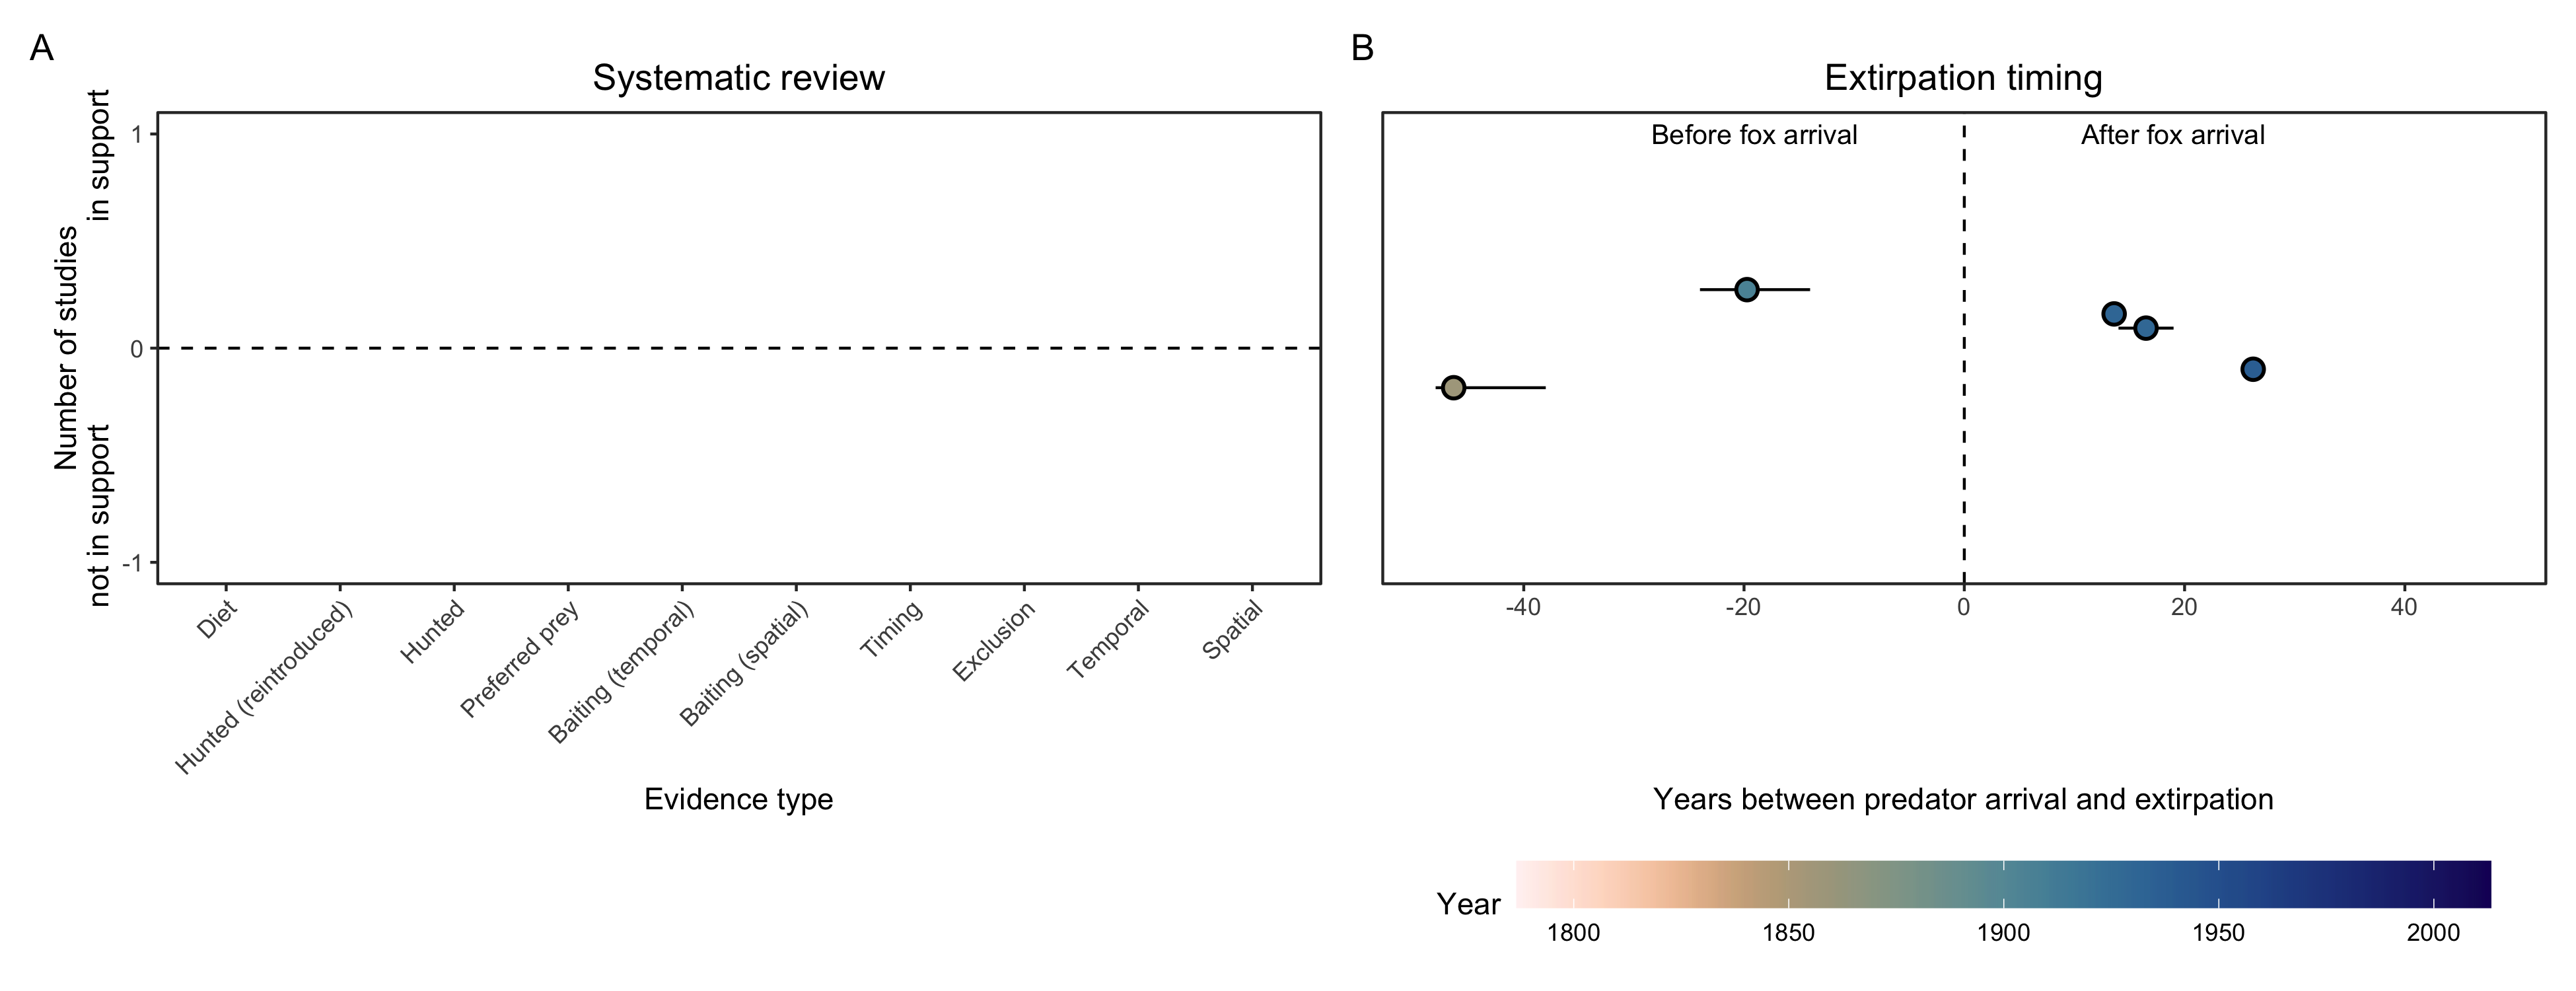 A
Systematic review
Number of studies
not in support
in support
1
0
-1
Diet
Hunted (reintroduced)
Hunted
Preferred prey
Baiting (temporal)
Baiting (spatial)
Timing
Exclusion
Temporal
Spatial
Evidence type
B
Extirpation timing
Before fox arrival
After fox arrival
-40
-20
0
20
40
Years between predator arrival and extirpation
Year
1800
1850
1900
1950
2000